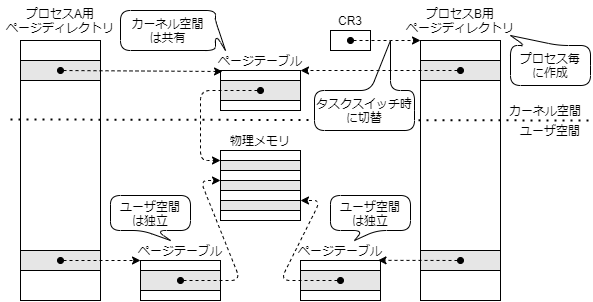 プロセスA用
ページディレクトリ
カーネル空間
は共有
CR3
プロセスB用
ページディレクトリ
ページテーブル
プロセス毎
に作成
タスクスイッチ時
に切替
カーネル空間
ユーザ空間
物理メモリ
ユーザ空間
は独立
ユーザ空間
は独立
ページテーブル
ページテーブル